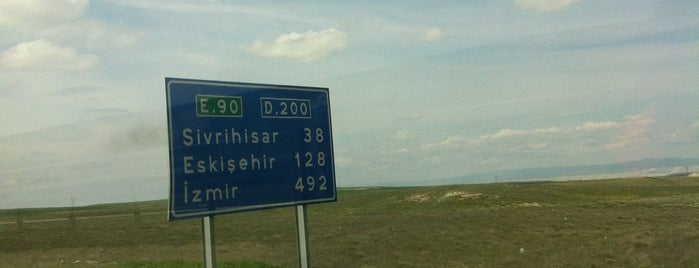 E.90 D.200
Sivrihisar 38
Eskişehir 128
İzmir 492